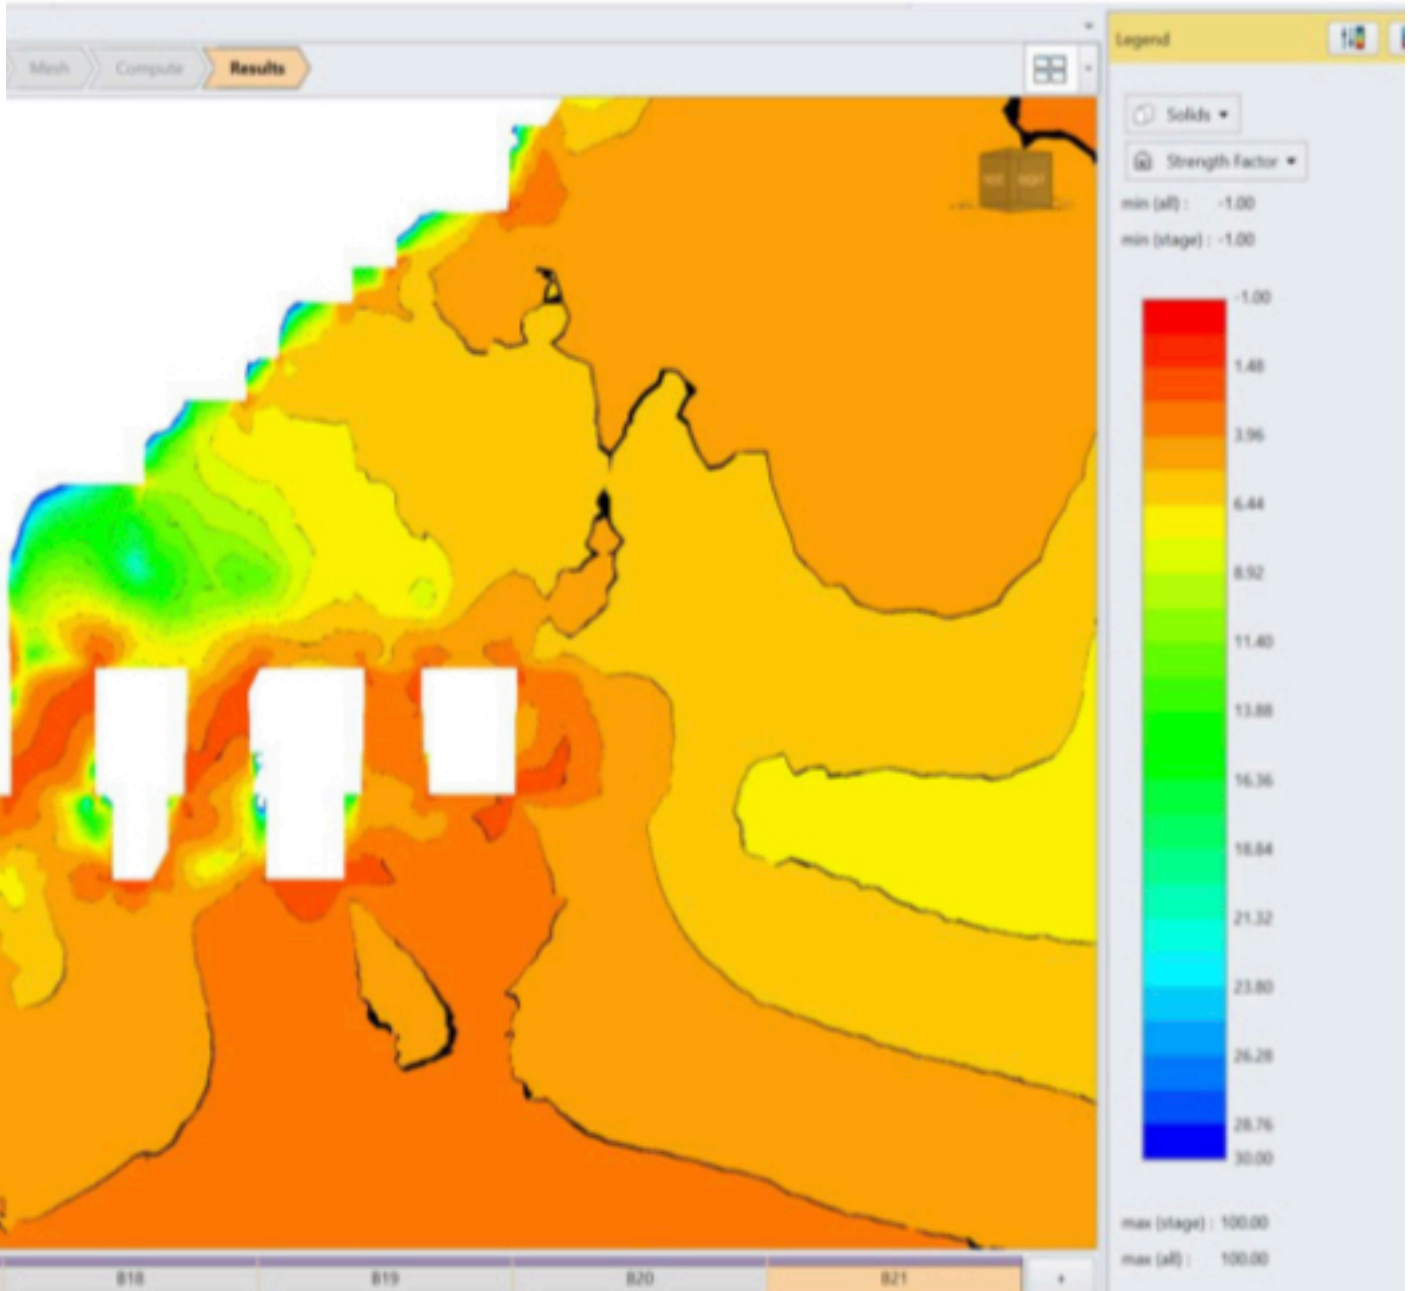 Legend
Mesh Compute Results
Solids
Strength Factor
min (all) : -1.00
min (stage) : -1.00
-1.00
1.48
3.96
6.44
8.92
11.40
13.88
16.36
18.84
21.32
23.80
26.28
28.76
30.00
max (stage) : 100.00
max (all) : 100.00
B18 B19 B20 B21